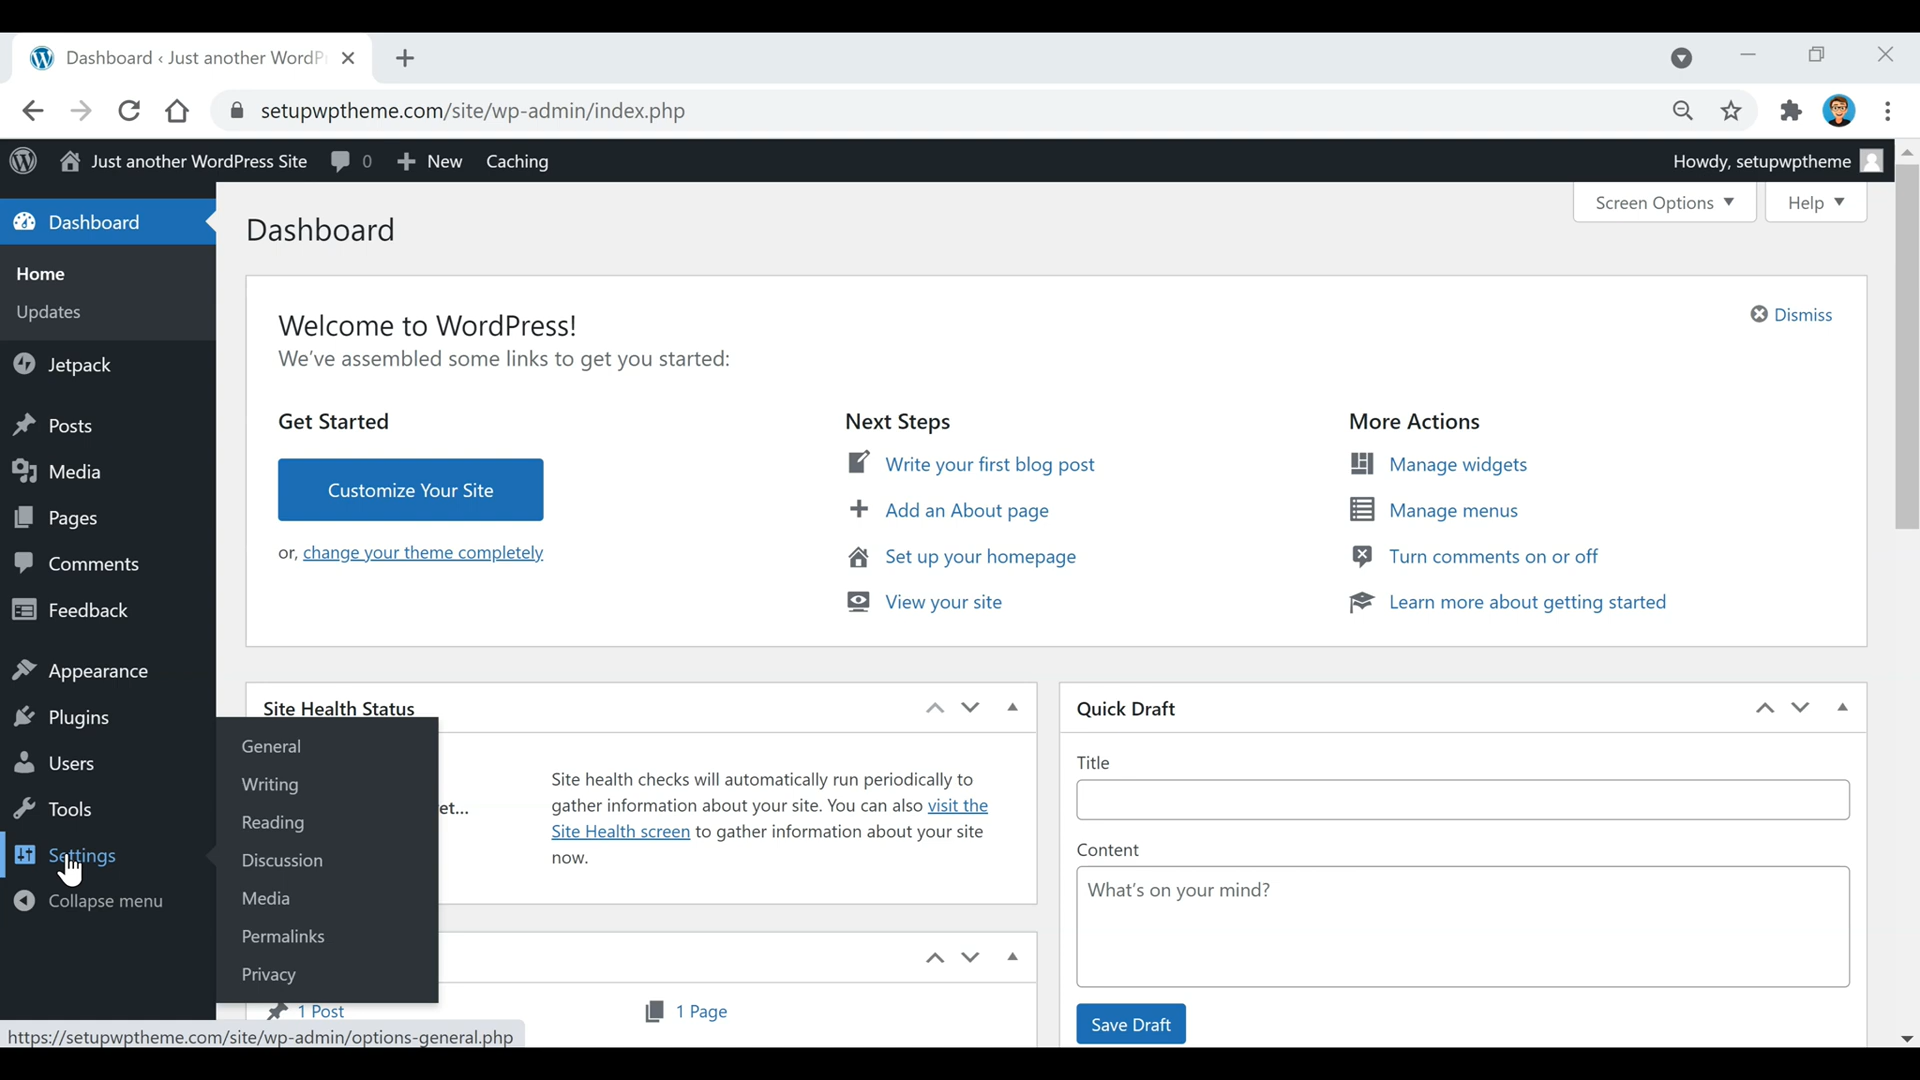 Dashboard ‹ Just another WordP
setupwptheme.com/site/wp-admin/index.php
Just another WordPress Site 0 New Caching Howdy, setupwptheme
Screen Options Help
Dashboard
Home
Updates
Jetpack
Posts
Media
Pages
Comments
Feedback
Appearance
Plugins
Users
Tools
Settings
Collapse menu
General
Writing
Reading
Discussion
Media
Permalinks
Privacy
Dashboard
Welcome to WordPress!
We've assembled some links to get you started:
Dismiss
Get Started
Customize Your Site
or, change your theme completely
Next Steps
Write your first blog post
Add an About page
Set up your homepage
View your site
More Actions
Manage widgets
Manage menus
Turn comments on or off
Learn more about getting started
Site Health Status
et...
Site health checks will automatically run periodically to
gather information about your site. You can also visit the
Site Health screen to gather information about your site
now.
1 Post 1 Page
Quick Draft
Title
Content
What's on your mind?
Save Draft
https://setupwptheme.com/site/wp-admin/options-general.php